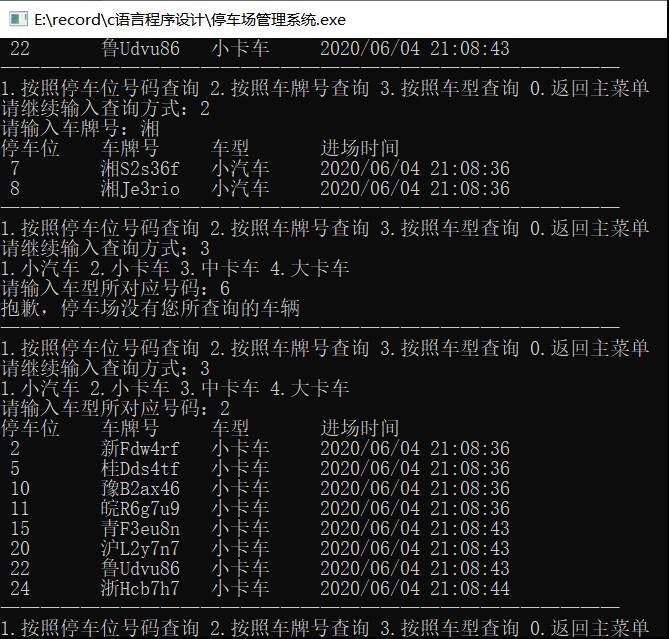 E:\record\c语言程序设计\停车场管理系统.exe
22 鲁Udvu86 小卡车 2020/06/04 21:08:43
1.按照停车位号码查询 2.按照车牌号查询 3.按照车型查询 0.返回主菜单
请继续输入查询方式：2
请输入车牌号：湘
停车位 车牌号 车型 进场时间
7 湘S2s36f 小汽车 2020/06/04 21:08:36
8 湘Je3rio 小汽车 2020/06/04 21:08:36
1.按照停车位号码查询 2.按照车牌号查询 3.按照车型查询 0.返回主菜单
请继续输入查询方式：3
1.小汽车 2.小卡车 3.中卡车 4.大卡车
请输入车型所对应号码：6
抱歉，停车场没有您所查询的车辆
1.按照停车位号码查询 2.按照车牌号查询 3.按照车型查询 0.返回主菜单
请继续输入查询方式：3
1.小汽车 2.小卡车 3.中卡车 4.大卡车
请输入车型所对应号码：2
停车位 车牌号 车型 进场时间
2 新Fdw4rf 小卡车 2020/06/04 21:08:36
5 桂Dds4tf 小卡车 2020/06/04 21:08:36
10 豫B2ax46 小卡车 2020/06/04 21:08:36
11 皖R6g7u9 小卡车 2020/06/04 21:08:36
15 青F3eu8n 小卡车 2020/06/04 21:08:43
20 沪L2y7n7 小卡车 2020/06/04 21:08:43
22 鲁Udvu86 小卡车 2020/06/04 21:08:43
24 浙Hcb7h7 小卡车 2020/06/04 21:08:44
1.按照停车位号码查询 2.按照车牌号查询 3.按照车型查询 0.返回主菜单